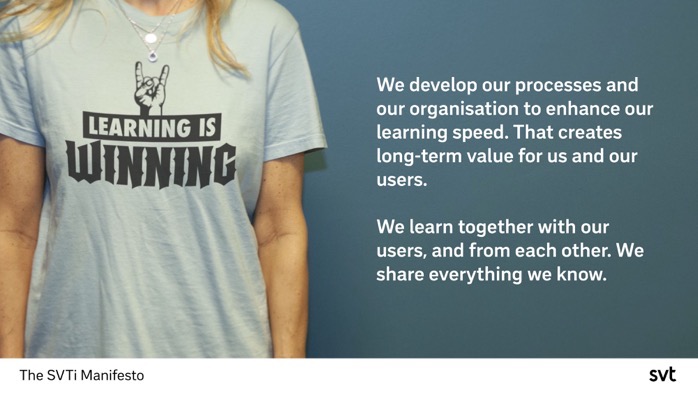 LEARNING IS
WINNING
We develop our processes and
our organisation to enhance our
learning speed. That creates
long-term value for us and our
users.
We learn together with our
users, and from each other. We
share everything we know.
The SVTi Manifesto
svt